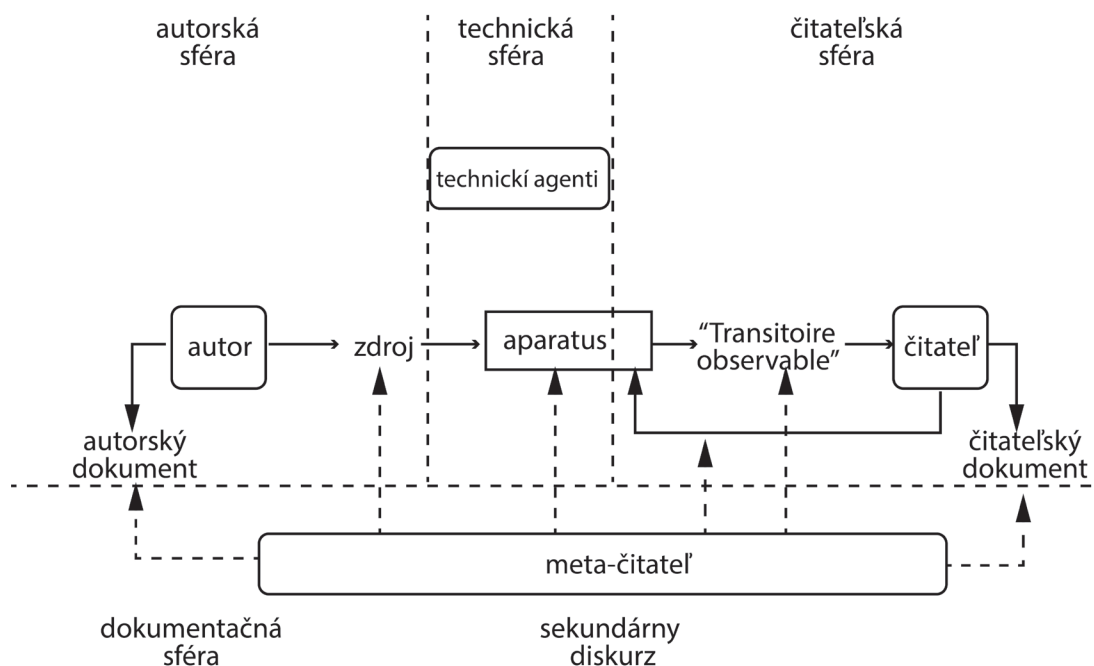 autorská
sféra
technická
sféra
čitateľská
sféra
technickí agenti
autor
zdroj
aparatus
“Transitoire
observable”
čitateľ
autorský
dokument
čitateľský
dokument
meta-čitateľ
dokumentačná
sféra
sekundárny
diskurz